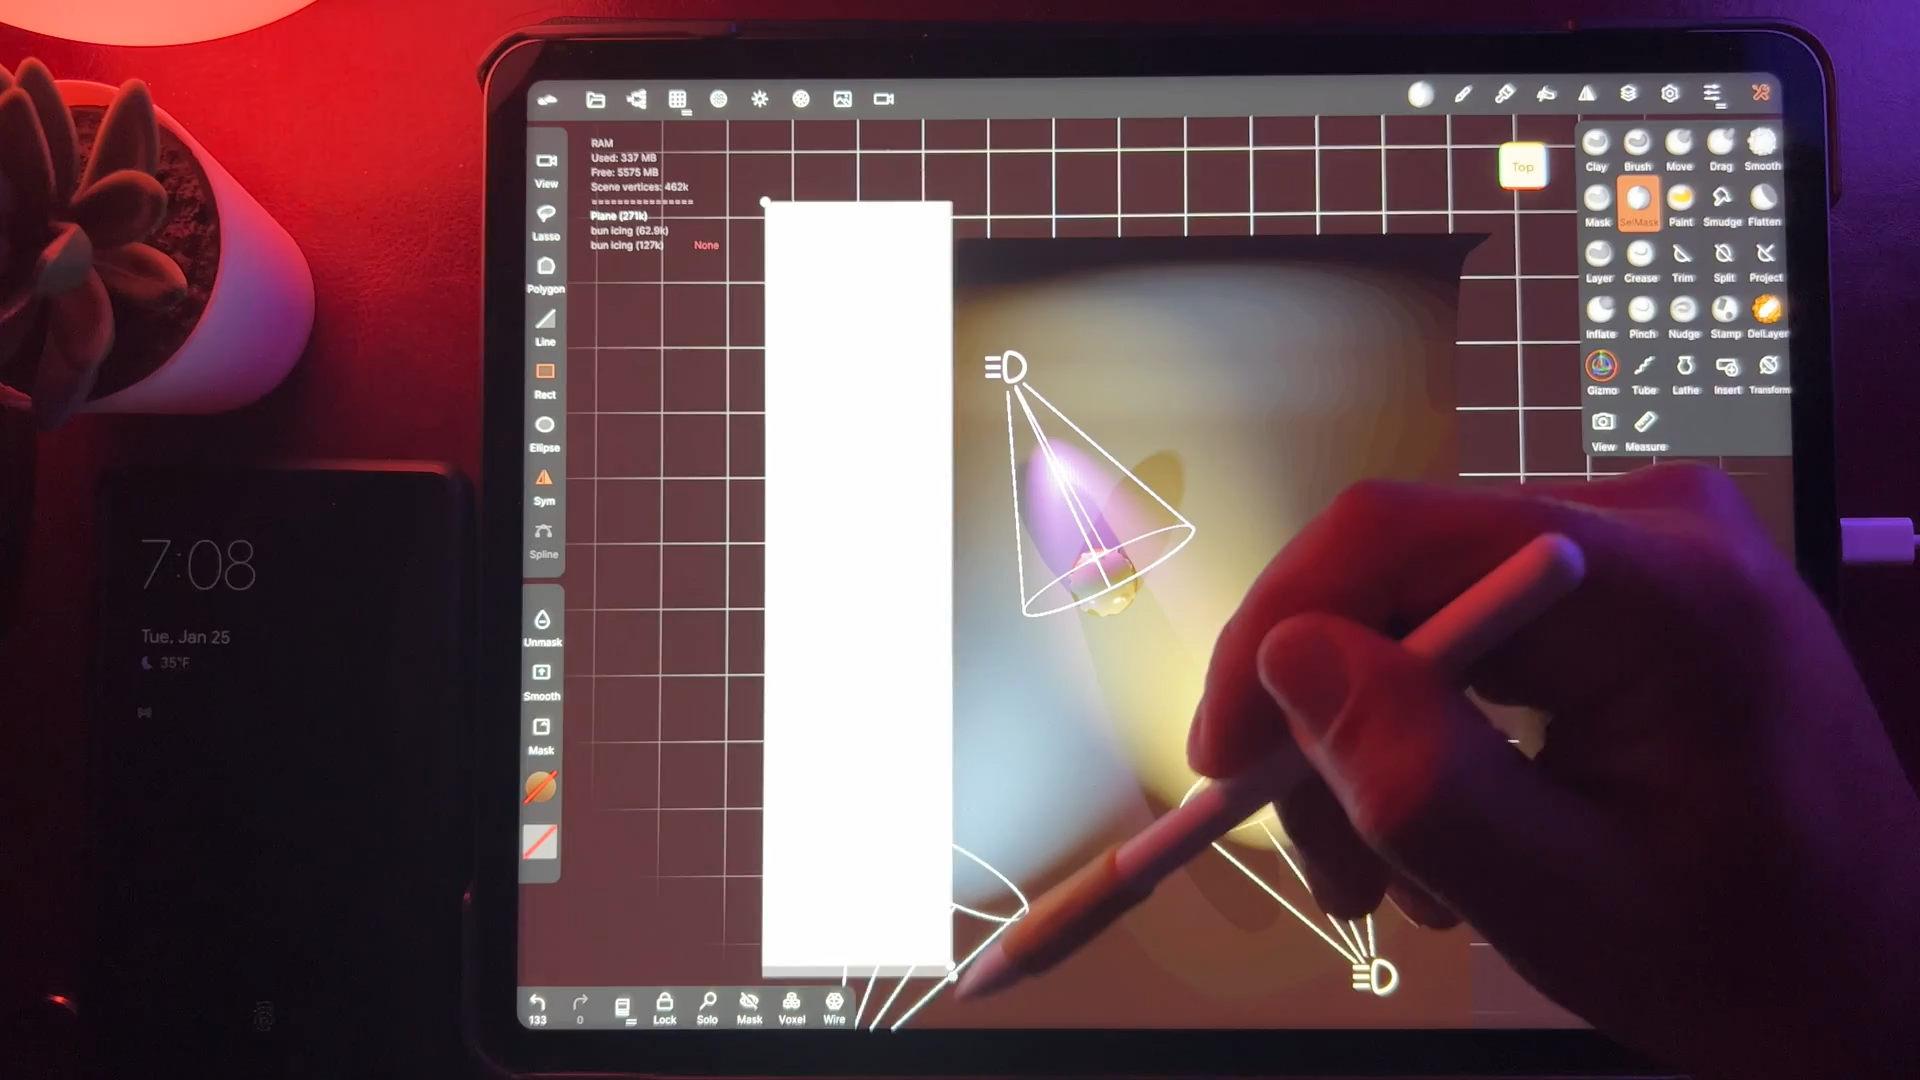 RAM
Used: 337 MB
Free: 5575 MB
Scene vertices: 462k
================
Plane (271k)
bun icing (62.9k)
bun icing (127k) None
View
Lasso
Polygon
Line
Rect
Ellipse
Sym
Spline
Unmask
Smooth
Mask
133
0
Lock
Solo
Mask
Voxel
Wire
Top
Clay Brush Move Drag Smooth
Mask SelMask Paint Smudge Flatten
Layer Crease Trim Split Project
Inflate Pinch Nudge Stamp DelLayer
Gizmo Tube Lathe Insert Transform
View Measure
7:08
Tue, Jan 25
35°F